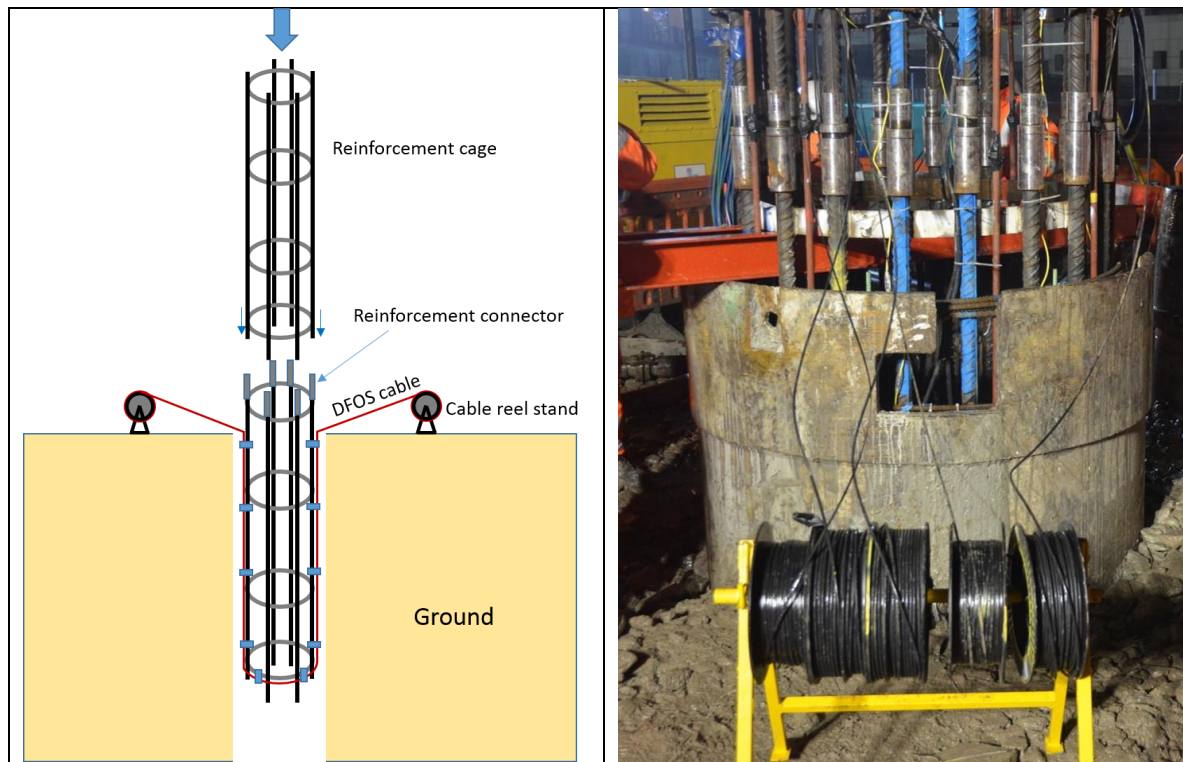 Reinforcement cage
Reinforcement connector
DFOS cable
Cable reel stand
Ground